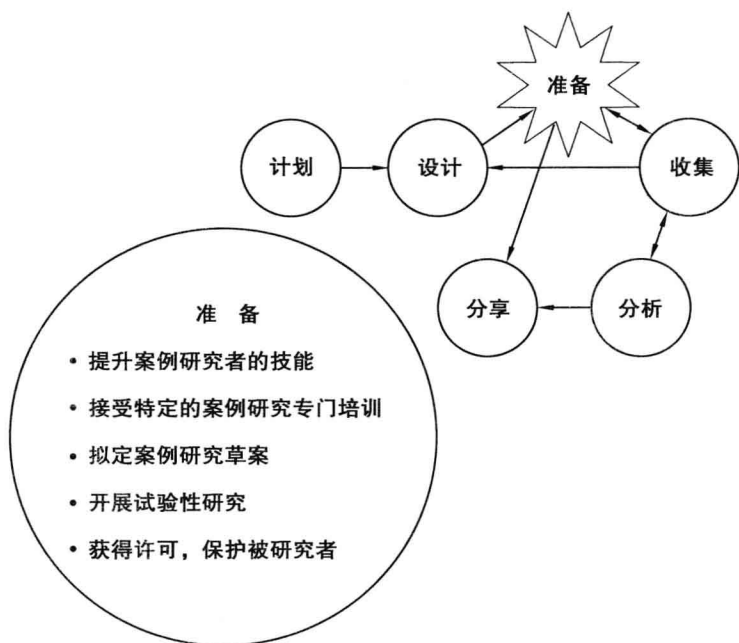 准备
计划
设计
收集
分享
分析
准 备
• 提升案例研究者的技能
• 接受特定的案例研究专门培训
• 拟定案例研究草案
• 开展试验性研究
• 获得许可，保护被研究者